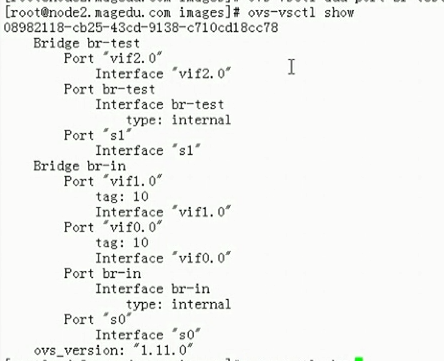 [root@node2.magedu.com images]# ovs-vsctl show
08982118-cb25-43cd-9138-c710cd18cc78
Bridge br-test
Port "vif2.0"
Interface "vif2.0"
Port br-test
Interface br-test
type: internal
Port "s1"
Interface "s1"
Bridge br-in
Port "vif1.0"
tag: 10
Interface "vif1.0"
Port "vif0.0"
tag: 10
Interface "vif0.0"
Port br-in
Interface br-in
type: internal
Port "s0"
Interface "s0"
ovs_version: "1.11.0"